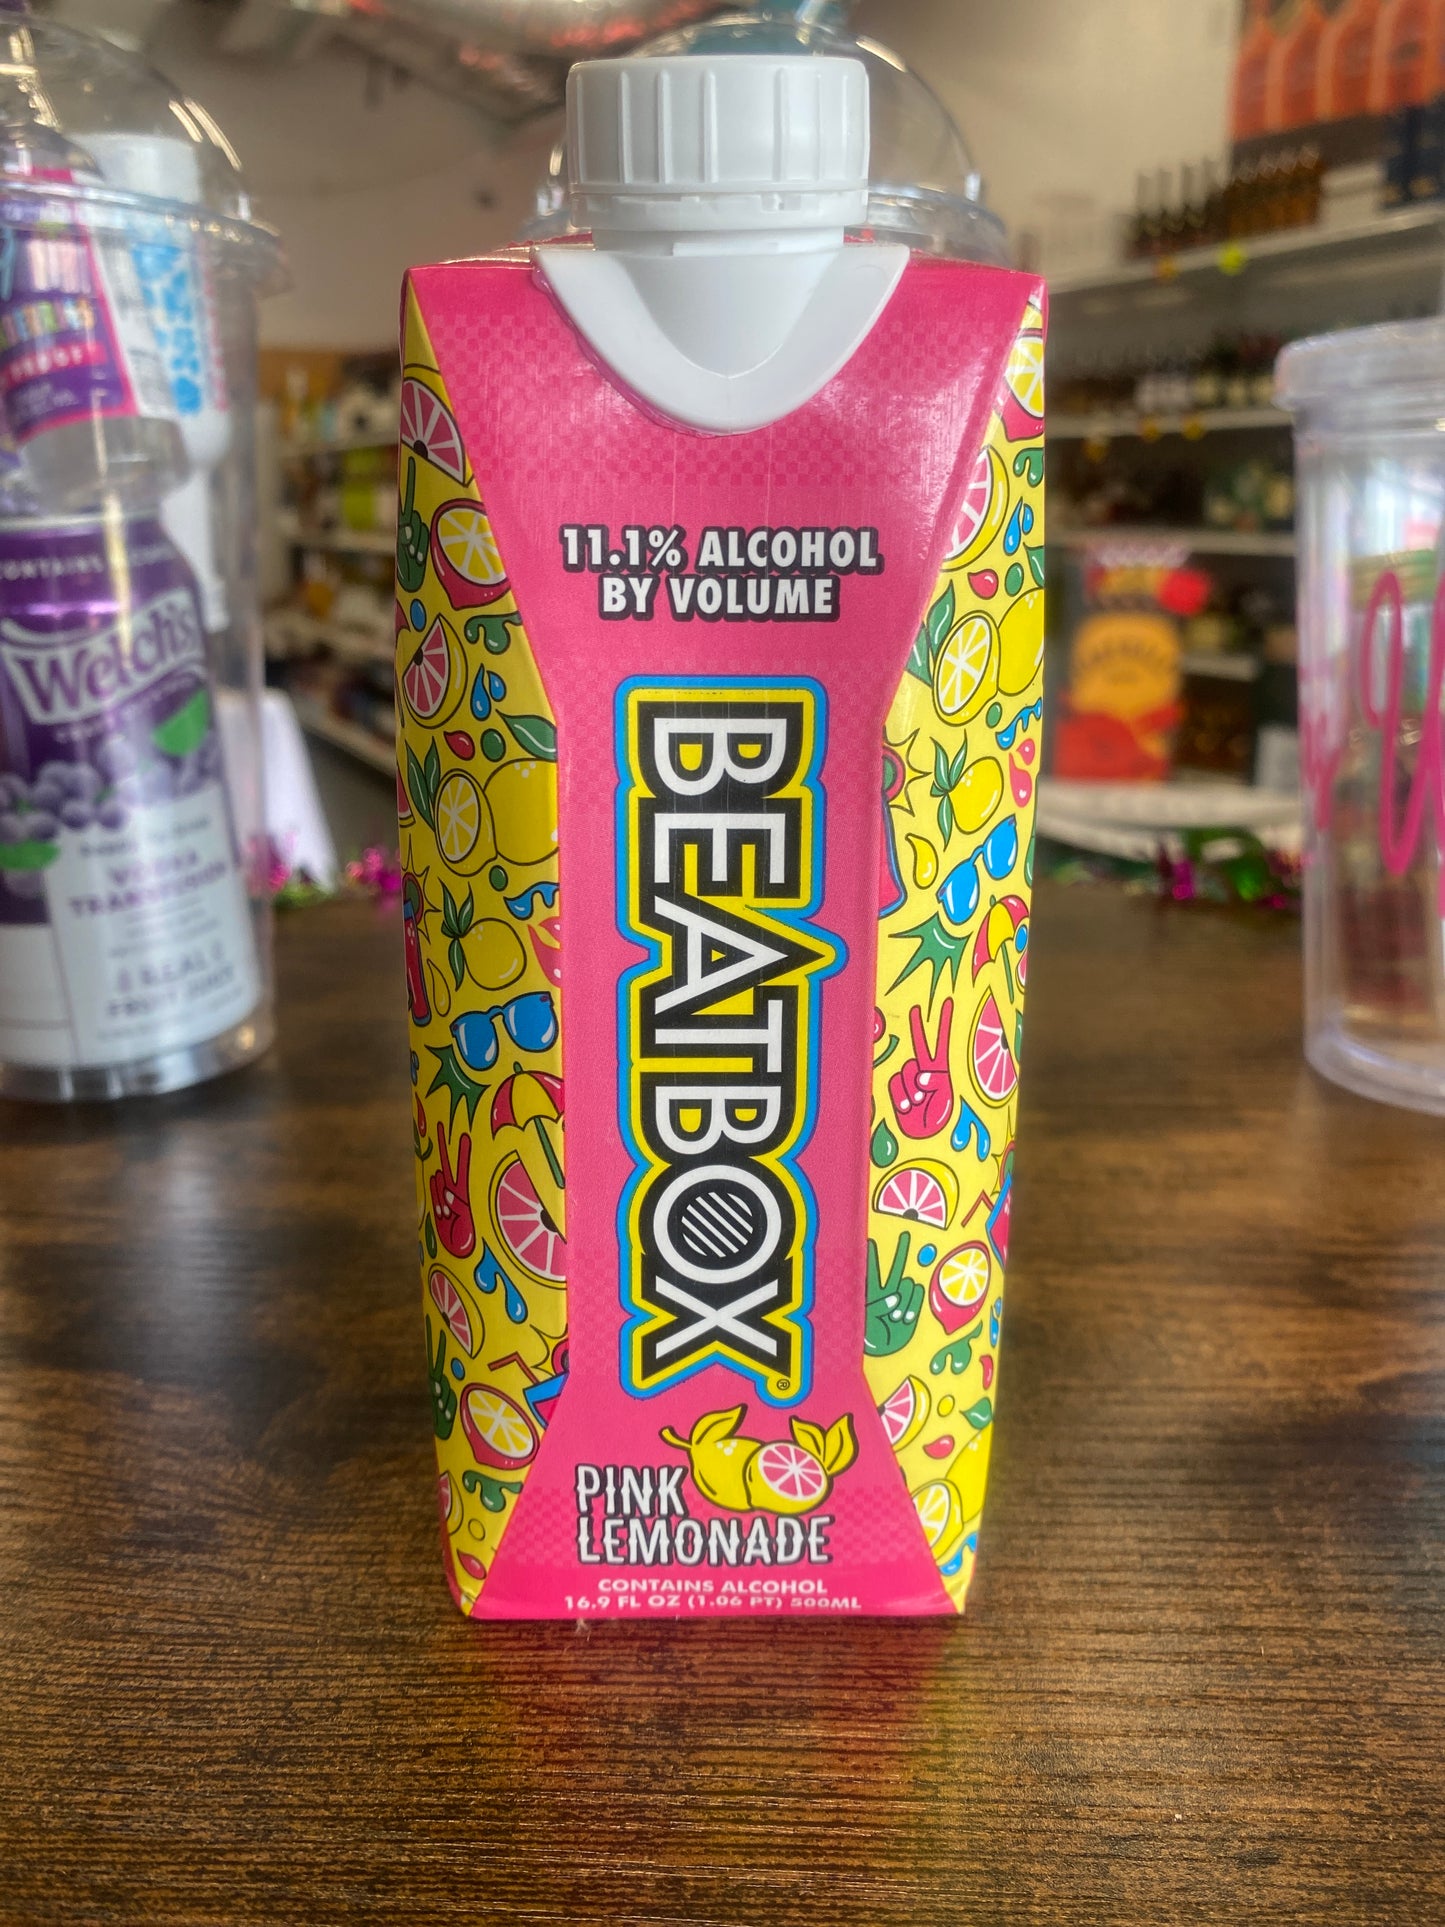 11.1% ALCOHOL
BY VOLUME
BEATBOX®
PINK
LEMONADE
CONTAINS ALCOHOL
16.9 FL OZ (1.06 PT) 500ML
Welch's